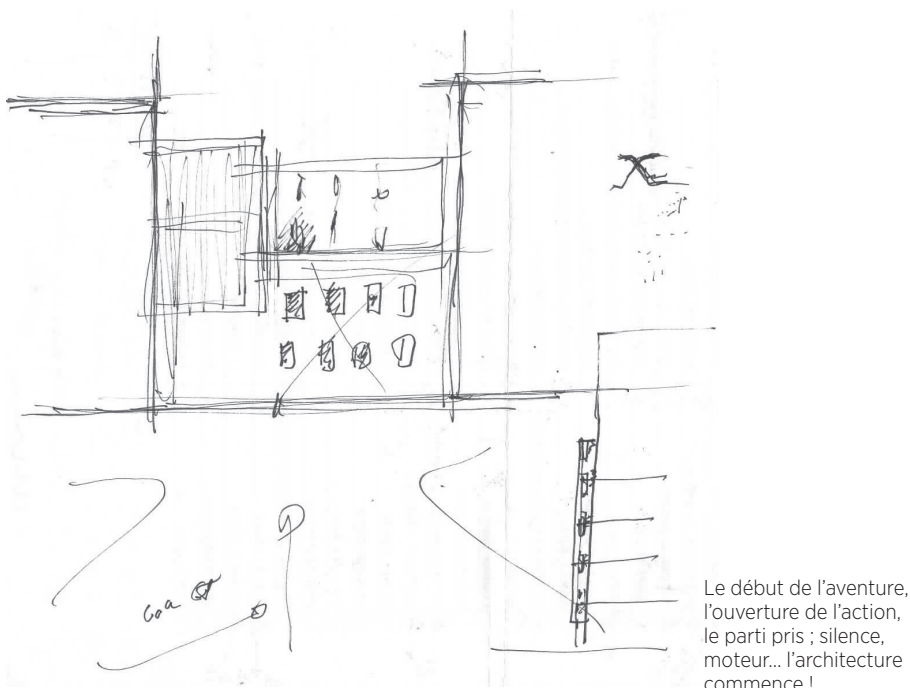 Le début de l'aventure,
l'ouverture de l'action,
le parti pris ; silence,
moteur... l'architecture
commence !